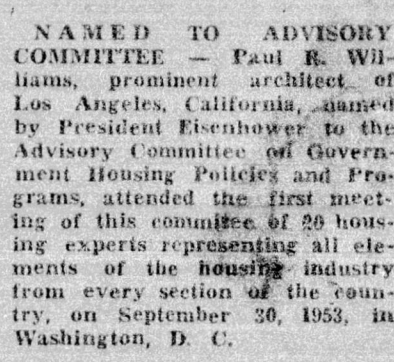 NAMED TO ADVISORY
COMMITTEE — Paul R. Wil-
liams, prominent architect of
Los Angeles, California, named
by President Eisenhower to the
Advisory Committee on Govern-
ment Housing Policies and Pro-
grams, attended the first meet-
ing of this commitee of 20 hous-
ing experts representing all ele-
ments of the housing industry
from every section of the coun-
try, on September 30, 1953, in
Washington, D. C.